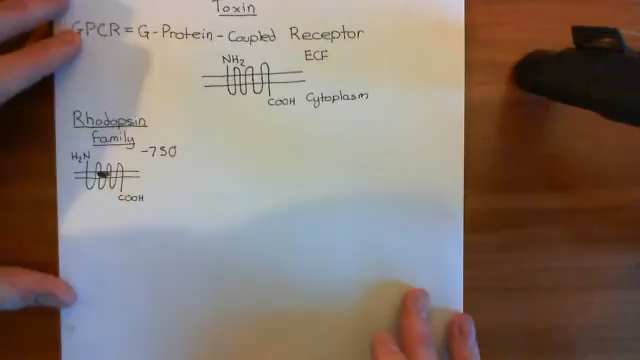 Toxin
GPCR = G-Protein-Coupled Receptor
NH2
ECF
COOH
Cytoplasm
Rhodopsin
family
H2N
-750
COOH